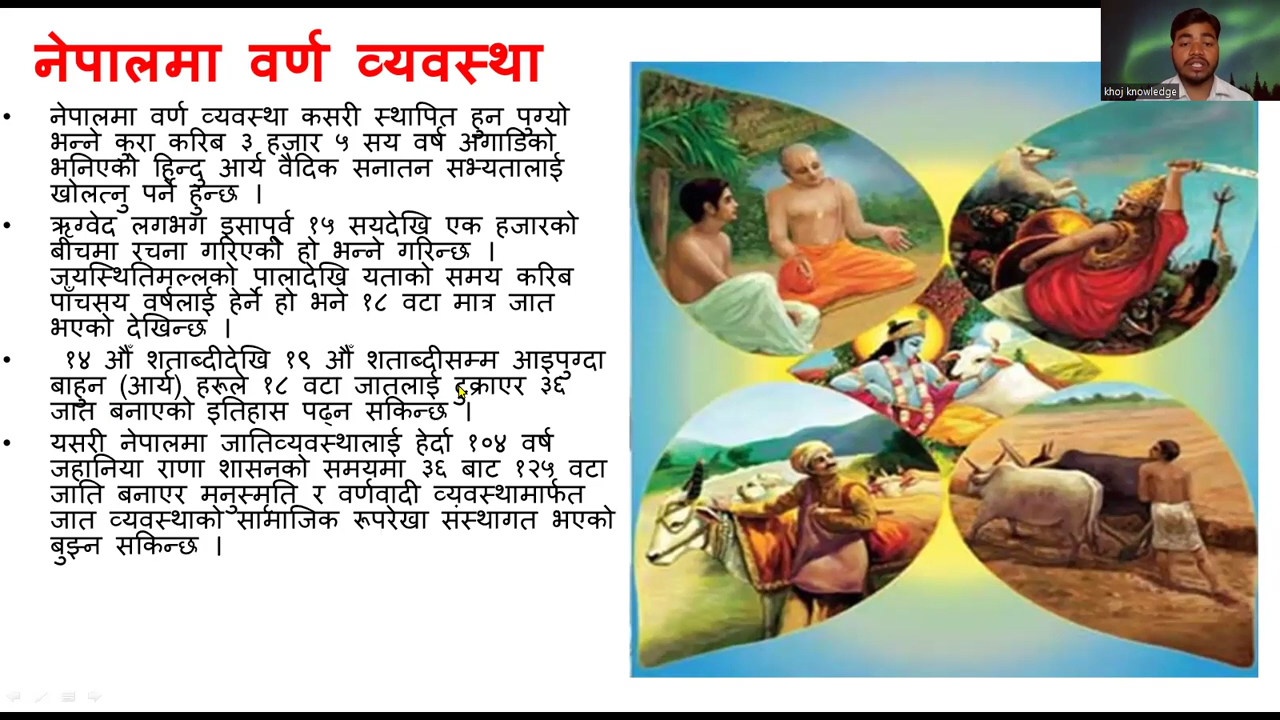 नेपालमा वर्ण व्यवस्था
• नेपालमा वर्ण व्यवस्था कसरी स्थापित हुन पुग्यो
भन्ने कुरा करिब ३ हजार ५ सय वर्ष अगाडिको
भनिएको हिन्दु आर्य वैदिक सनातन सभ्यतालाई
खोलत्नु पर्ने हुन्छ ।
• ऋग्वेद लगभग इसापूर्व १५ सयदेखि एक हजारको
बीचमा रचना गरिएको हो भन्ने गरिन्छ ।
जयस्थितिमल्लको पालादेखि यताको समय करिब
पाँचसय वर्षलाई हेर्ने हो भने १८ वटा मात्र जात
भएको देखिन्छ ।
• १४ औँ शताब्दीदेखि १९ औँ शताब्दीसम्म आइपुग्दा
बाहुन (आर्य) हरूले १८ वटा जातलाई टुक्राएर ३६
जात बनाएको इतिहास पढ्न सकिन्छ ।
• यसरी नेपालमा जातिव्यवस्थालाई हेर्दा १०४ वर्ष
जहानिया राणा शासनको समयमा ३६ बाट १२५ वटा
जाति बनाएर मनुस्मृति र वर्णवादी व्यवस्थामार्फत
जात व्यवस्थाको सामाजिक रूपरेखा संस्थागत भएको
बुझ्न सकिन्छ ।
khoj knowledge